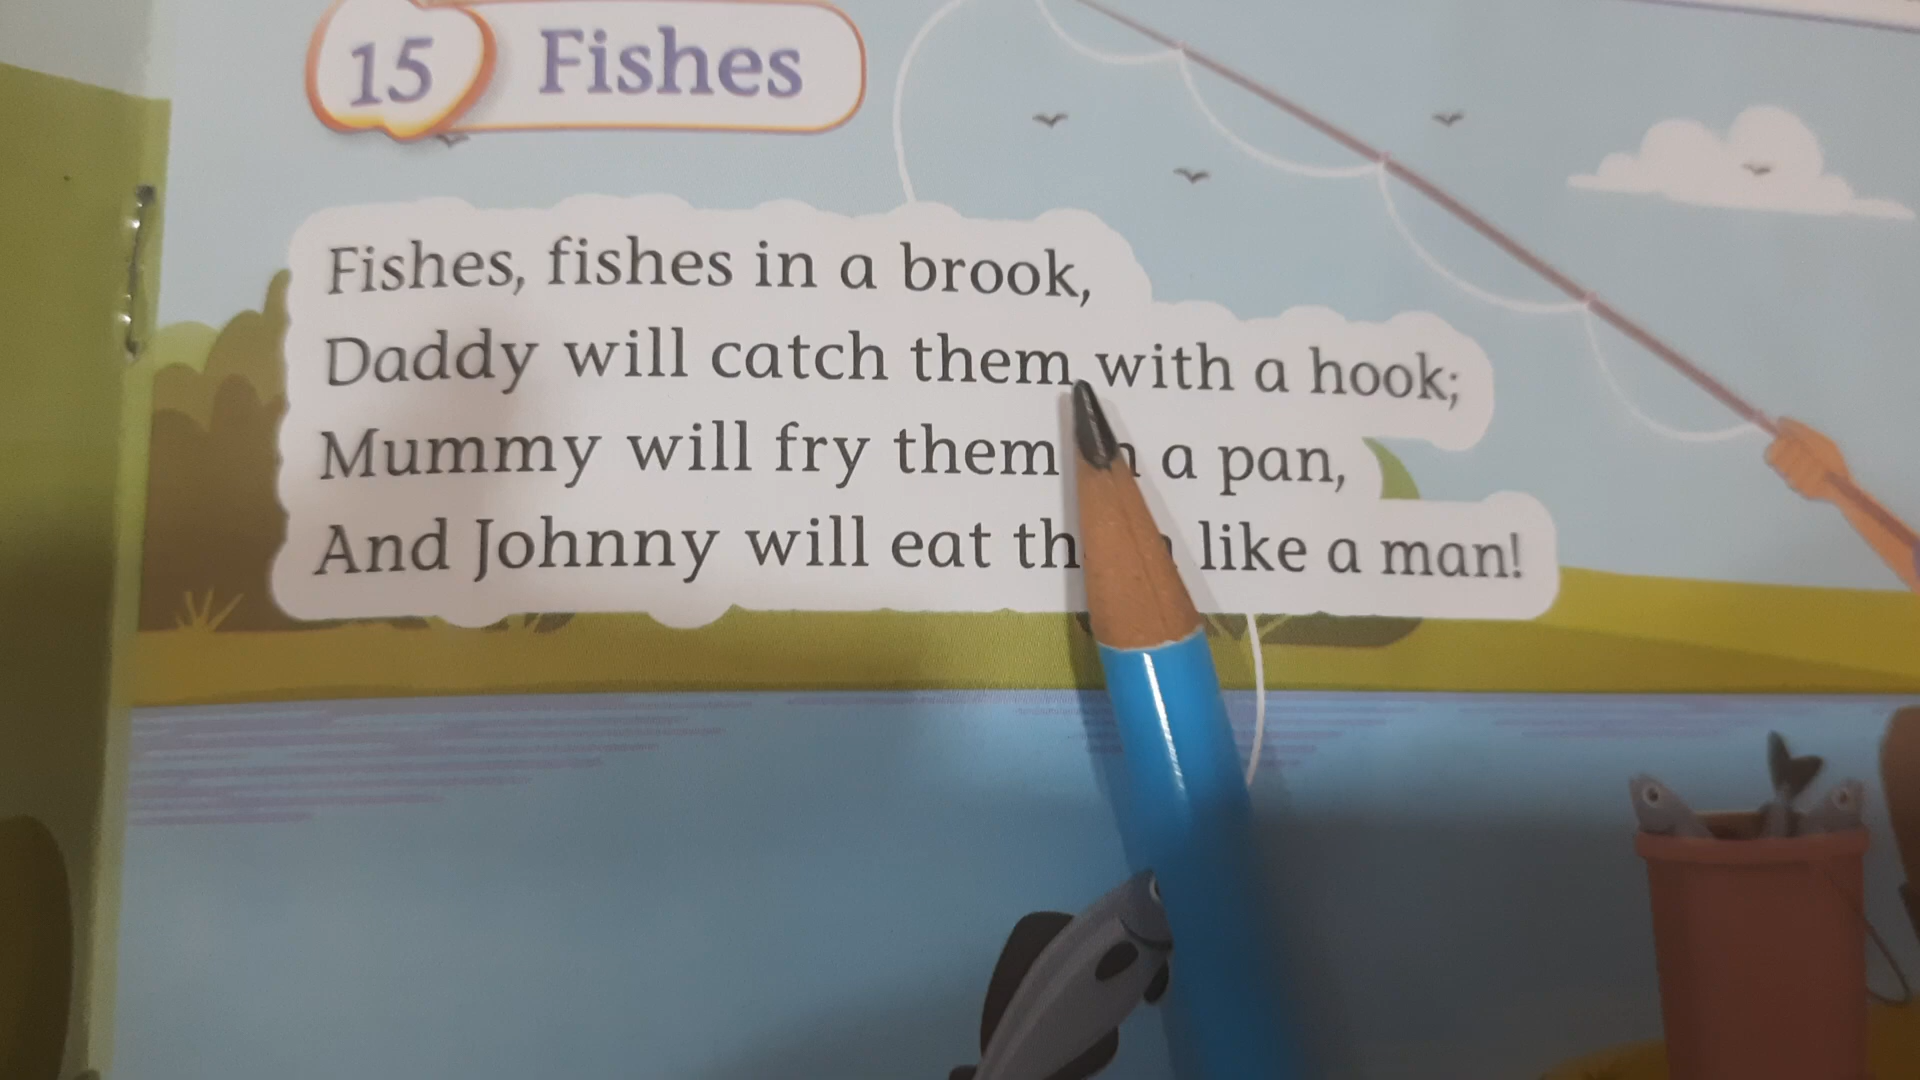 15 Fishes
Fishes, fishes in a brook,
Daddy will catch them with a hook;
Mummy will fry them a pan,
And Johnny will eat like a man!